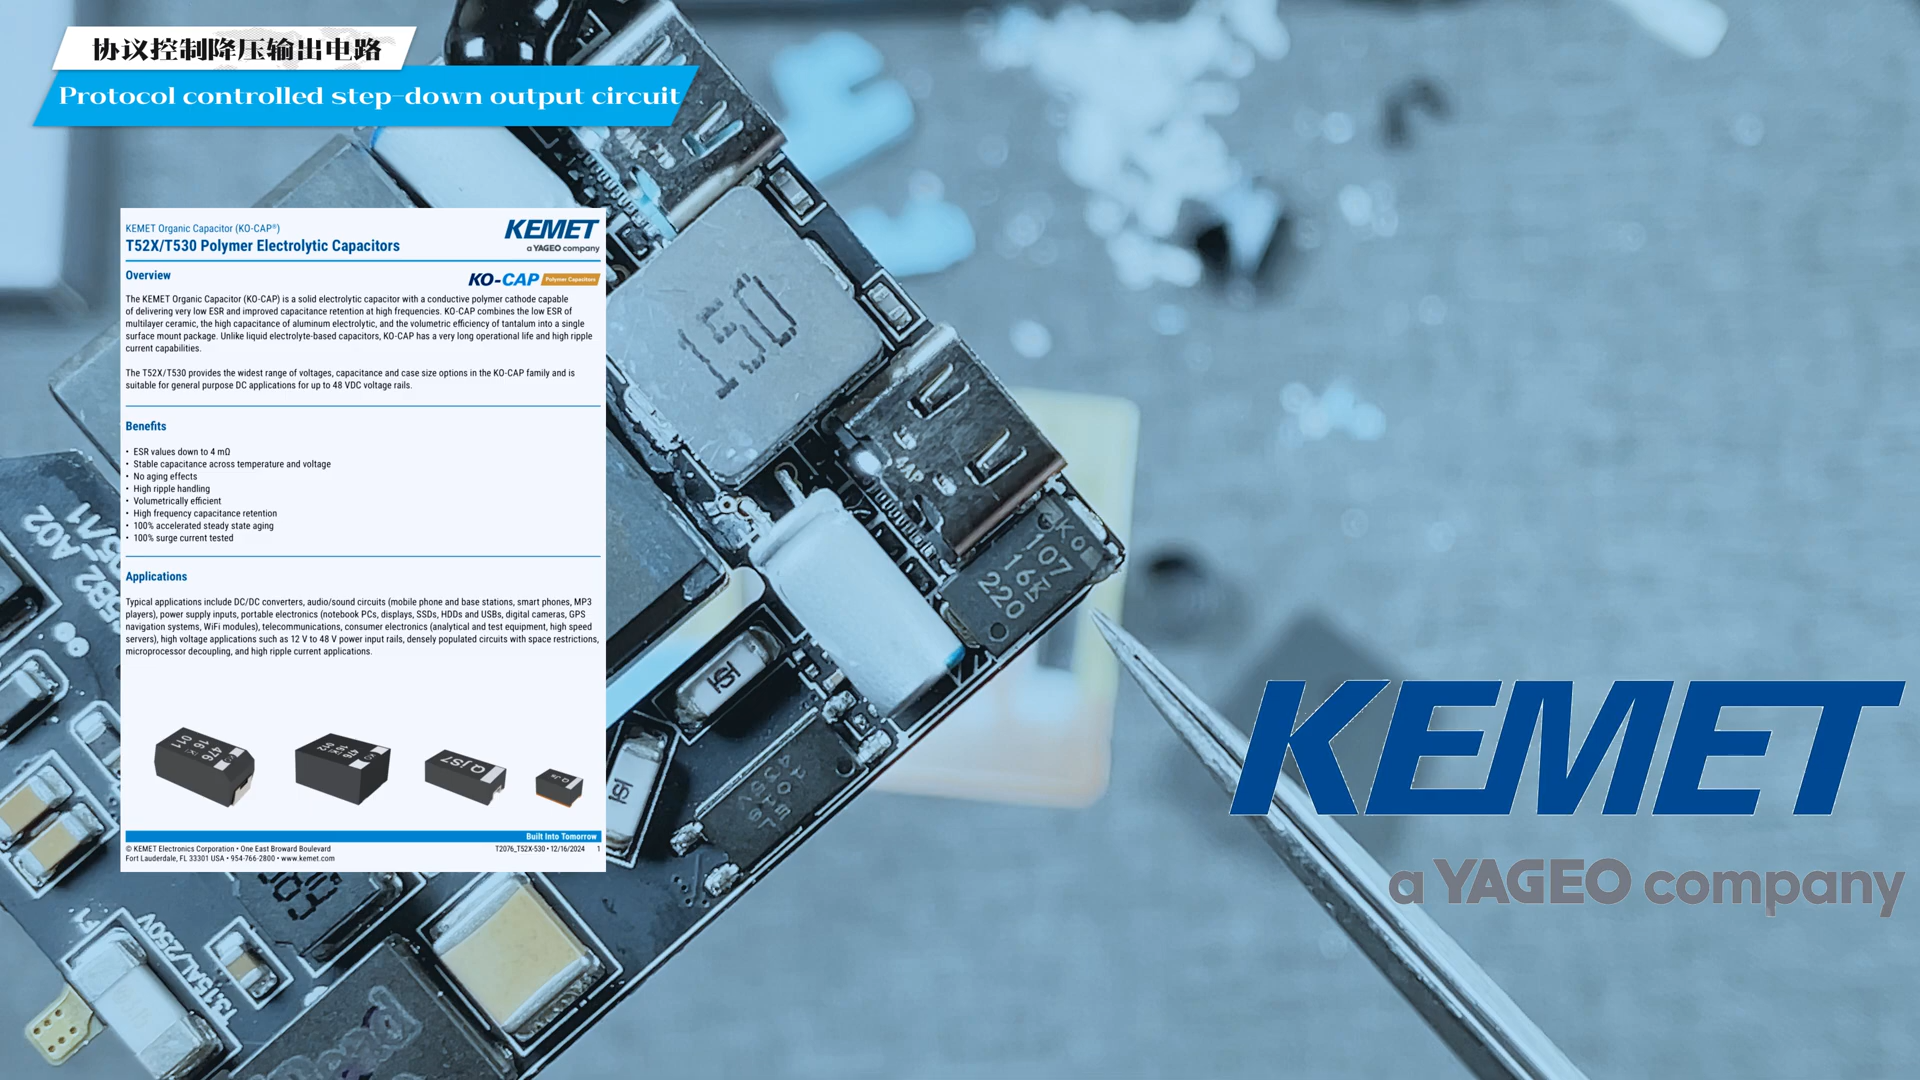 协议控制降压输出电路
Protocol controlled step-down output circuit
KEMET Organic Capacitor (KO-CAP®)
T52X/T530 Polymer Electrolytic Capacitors
KEMET
a YAGEO company
Overview
KO-CAP Polymer Capacitors
The KEMET Organic Capacitor (KO-CAP) is a solid electrolytic capacitor with a conductive polymer cathode capable
of delivering very low ESR and improved capacitance retention at high frequencies. KO-CAP combines the low ESR of
multilayer ceramic, the high capacitance of aluminum electrolytic, and the volumetric efficiency of tantalum into a single
surface mount package. Unlike liquid electrolyte-based capacitors, KO-CAP has a very long operational life and high ripple
current capabilities.
The T52X/T530 provides the widest range of voltages, capacitance and case size options in the KO-CAP family and is
suitable for general purpose DC applications for up to 48 VDC voltage rails.
Benefits
• ESR values down to 4 mΩ
• Stable capacitance across temperature and voltage
• No aging effects
• High ripple handling
• Volumetrically efficient
• High frequency capacitance retention
• 100% accelerated steady state aging
• 100% surge current tested
Applications
Typical applications include DC/DC converters, audio/sound circuits (mobile phone and base stations, smart phones, MP3
players), power supply inputs, portable electronics (notebook PCs, displays, SSDs, HDDs and USBs, digital cameras, GPS
navigation systems, WiFi modules), telecommunications, consumer electronics (analytical and test equipment, high speed
servers), high voltage applications such as 12 V to 48 V power input rails, densely populated circuits with space restrictions,
microprocessor decoupling, and high ripple current applications.
476
16
011
QJS7
Built Into Tomorrow
© KEMET Electronics Corporation • One East Broward Boulevard
Fort Lauderdale, FL 33301 USA • 954-766-2800 • www.kemet.com
T2076_T52X-530 • 12/16/2024 1
150
K
107
16K
220
T3.15AL/250V
F1
KEMET
a YAGEO company